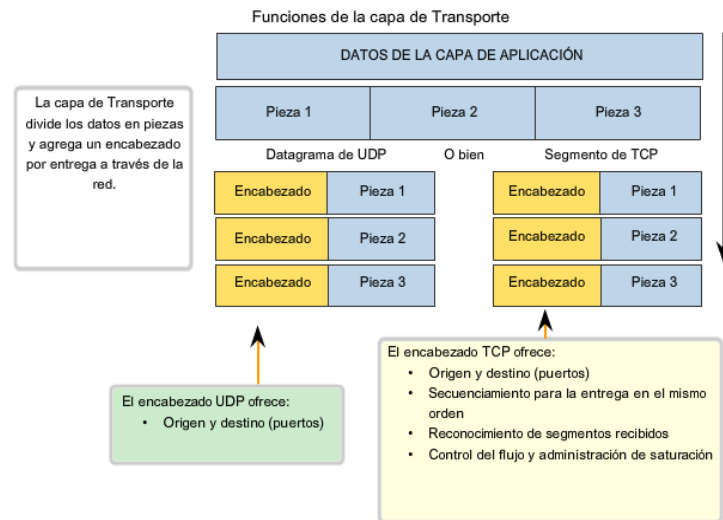 Funciones de la capa de Transporte
DATOS DE LA CAPA DE APLICACIÓN
La capa de Transporte
divide los datos en piezas
y agrega un encabezado
por entrega a través de la
red.
Pieza 1
Pieza 2
Pieza 3
Datagrama de UDP
O bien
Segmento de TCP
Encabezado
Pieza 1
Encabezado
Pieza 1
Encabezado
Pieza 2
Encabezado
Pieza 2
Encabezado
Pieza 3
Encabezado
Pieza 3
El encabezado UDP ofrece:
• Origen y destino (puertos)
El encabezado TCP ofrece:
• Origen y destino (puertos)
• Secuenciamiento para la entrega en el mismo
orden
• Reconocimiento de segmentos recibidos
• Control del flujo y administración de saturación